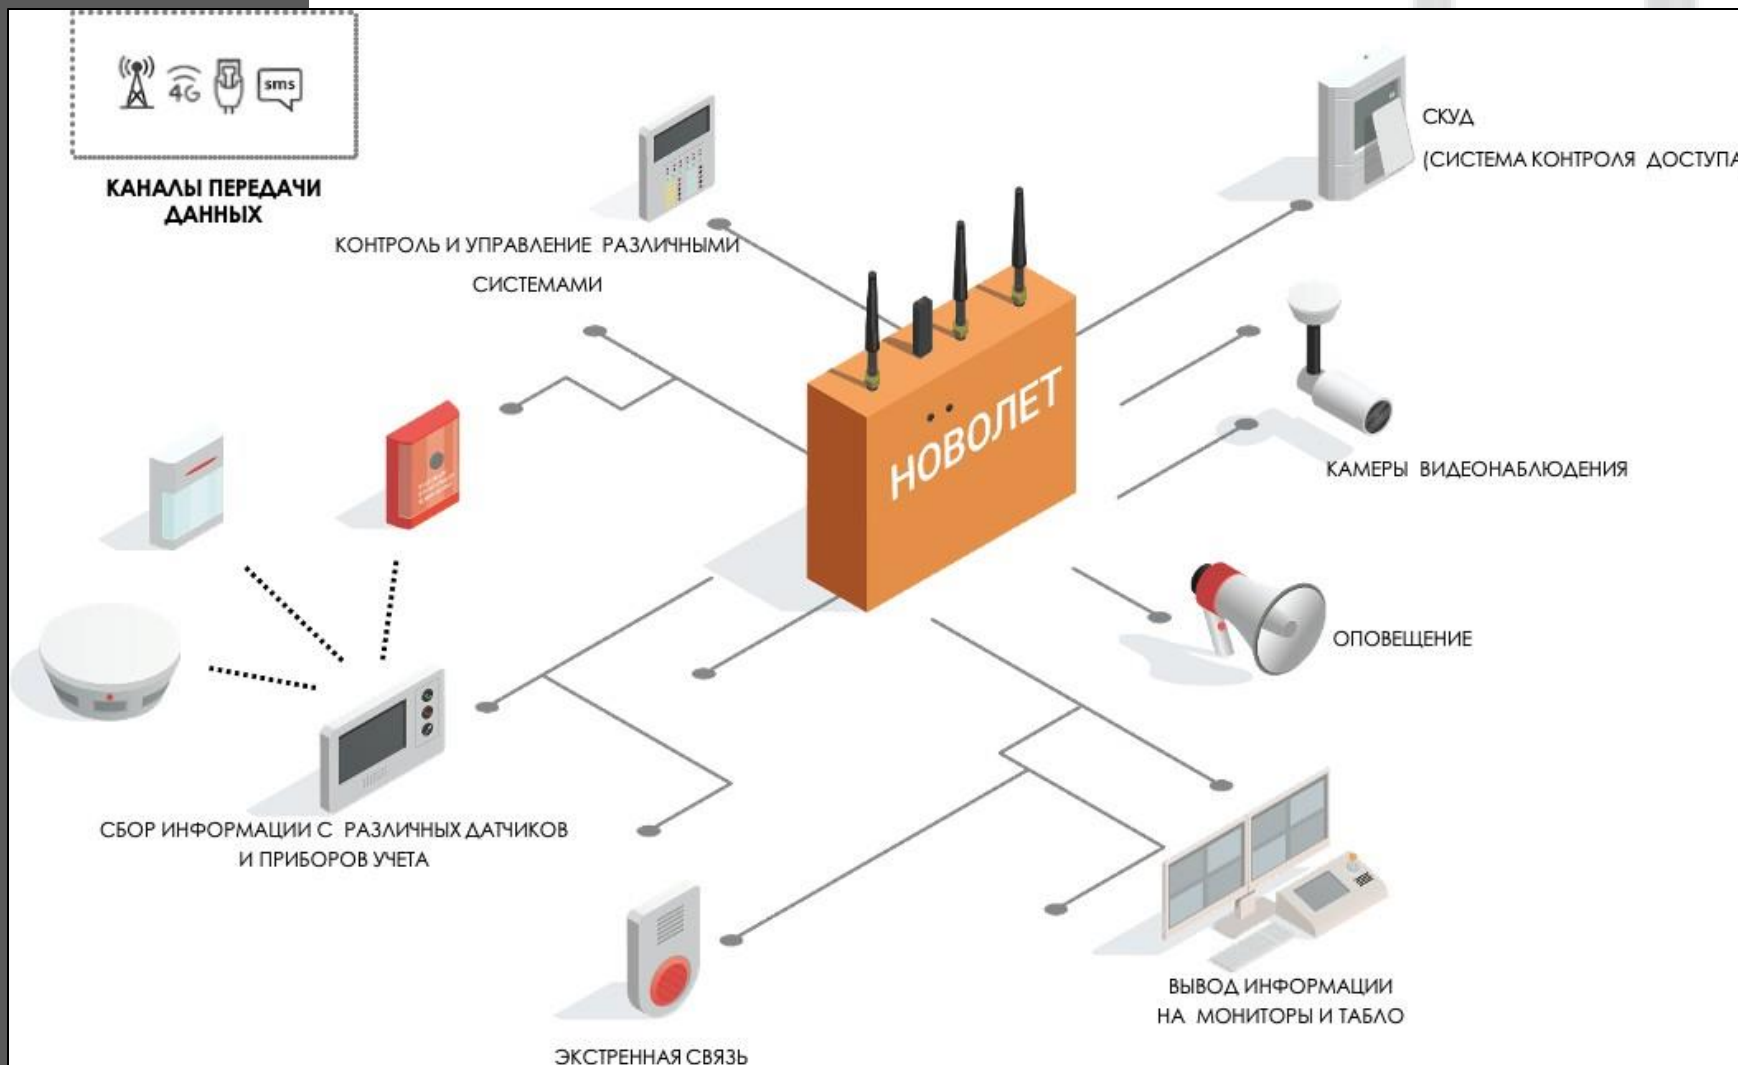 4G
sms
КАНАЛЫ ПЕРЕДАЧИ
ДАННЫХ
КОНТРОЛЬ И УПРАВЛЕНИЕ РАЗЛИЧНЫМИ
СИСТЕМАМИ
СКУД
(СИСТЕМА КОНТРОЛЯ ДОСТУПА
НОВОЛЕТ
КАМЕРЫ ВИДЕОНАБЛЮДЕНИЯ
ОПОВЕЩЕНИЕ
СБОР ИНФОРМАЦИИ С РАЗЛИЧНЫХ ДАТЧИКОВ
И ПРИБОРОВ УЧЕТА
ВЫВОД ИНФОРМАЦИИ
НА МОНИТОРЫ И ТАБЛО
ЭКСТРЕННАЯ СВЯЗЬ